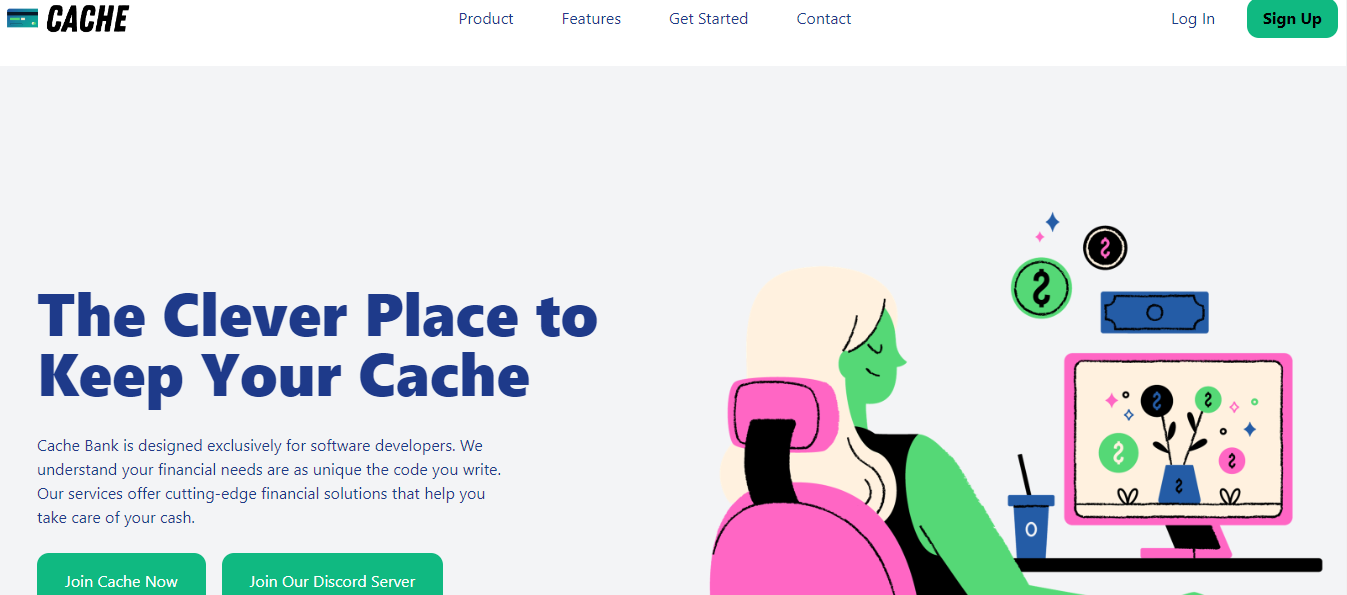 CACHE
Product
Features
Get Started
Contact
Log In
Sign Up
The Clever Place to
Keep Your Cache
Cache Bank is designed exclusively for software developers. We
understand your financial needs are as unique the code you write.
Our services offer cutting-edge financial solutions that help you
take care of your cash.
Join Cache Now
Join Our Discord Server